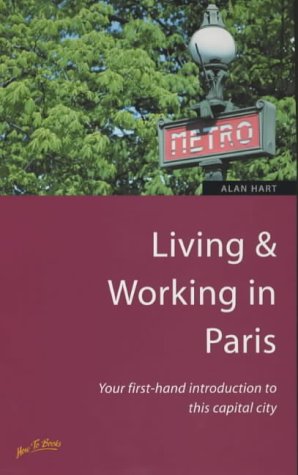 METRO
ALAN HART
Living &
Working in
Paris
Your first-hand introduction to
this capital city
How To Books